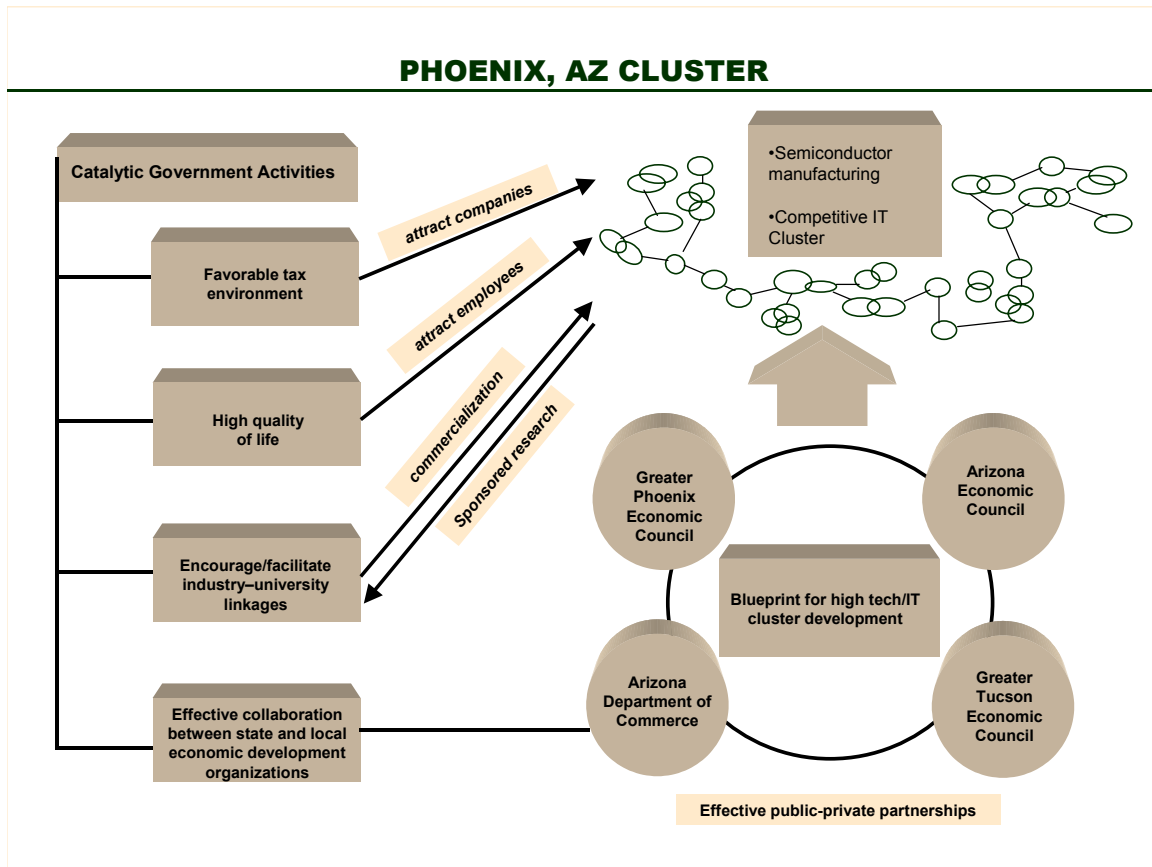 PHOENIX, AZ CLUSTER
Catalytic Government Activities
Favorable tax
environment
High quality
of life
Encourage/facilitate
industry–university
linkages
Effective collaboration
between state and local
economic development
organizations
attract companies
attract employees
commercialization
Sponsored research
•Semiconductor
manufacturing
•Competitive IT
Cluster
Greater
Phoenix
Economic
Council
Arizona
Economic
Council
Blueprint for high tech/IT
cluster development
Arizona
Department of
Commerce
Greater
Tucson
Economic
Council
Effective public-private partnerships